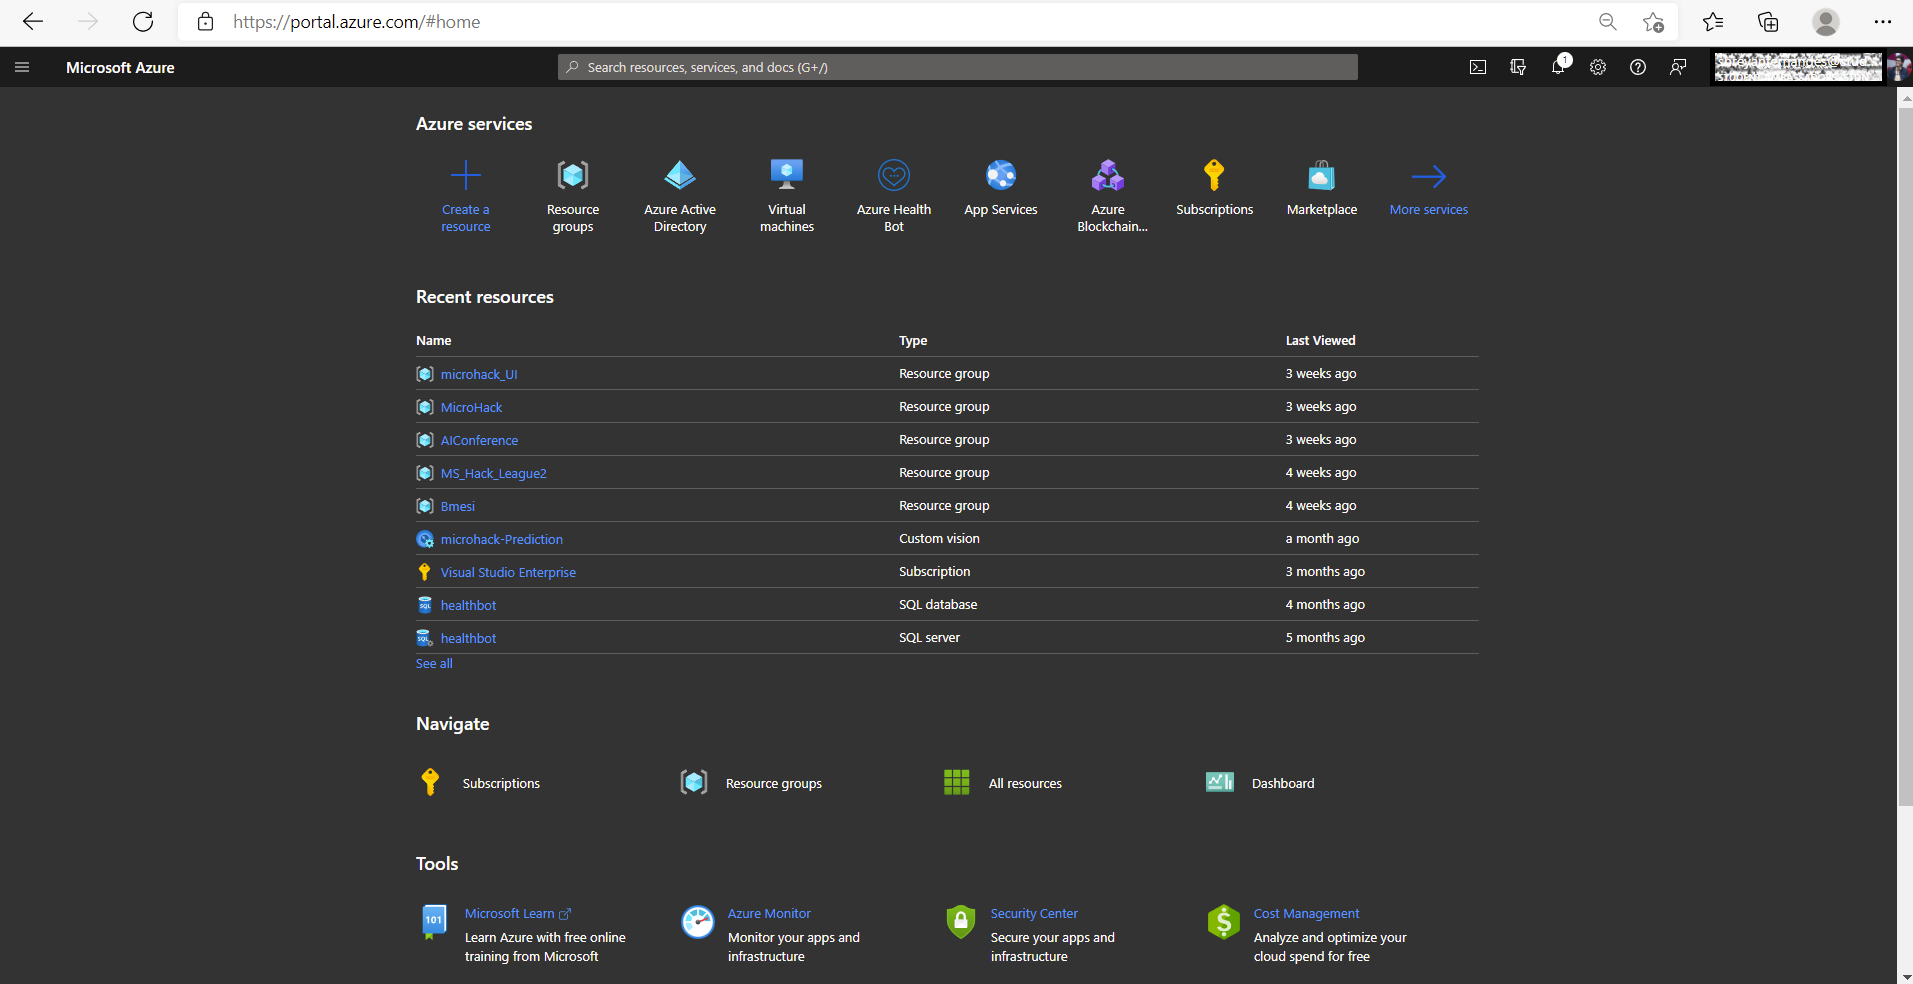 https://portal.azure.com/#home
Microsoft Azure
Search resources, services, and docs (G+/)
1
Azure services
Create a resource
Resource groups
Azure Active Directory
Virtual machines
Azure Health Bot
App Services
Azure Blockchain...
Subscriptions
Marketplace
More services
Recent resources
Name Type Last Viewed
microhack_UI Resource group 3 weeks ago
MicroHack Resource group 3 weeks ago
AIConference Resource group 3 weeks ago
MS_Hack_League2 Resource group 4 weeks ago
Bmesi Resource group 4 weeks ago
microhack-Prediction Custom vision a month ago
Visual Studio Enterprise Subscription 3 months ago
SQL healthbot SQL database 4 months ago
SQL healthbot SQL server 5 months ago
See all
Navigate
Subscriptions Resource groups All resources Dashboard
Tools
101
Microsoft Learn
Learn Azure with free online
training from Microsoft
Azure Monitor
Monitor your apps and
infrastructure
Security Center
Secure your apps and
infrastructure
$
Cost Management
Analyze and optimize your
cloud spend for free